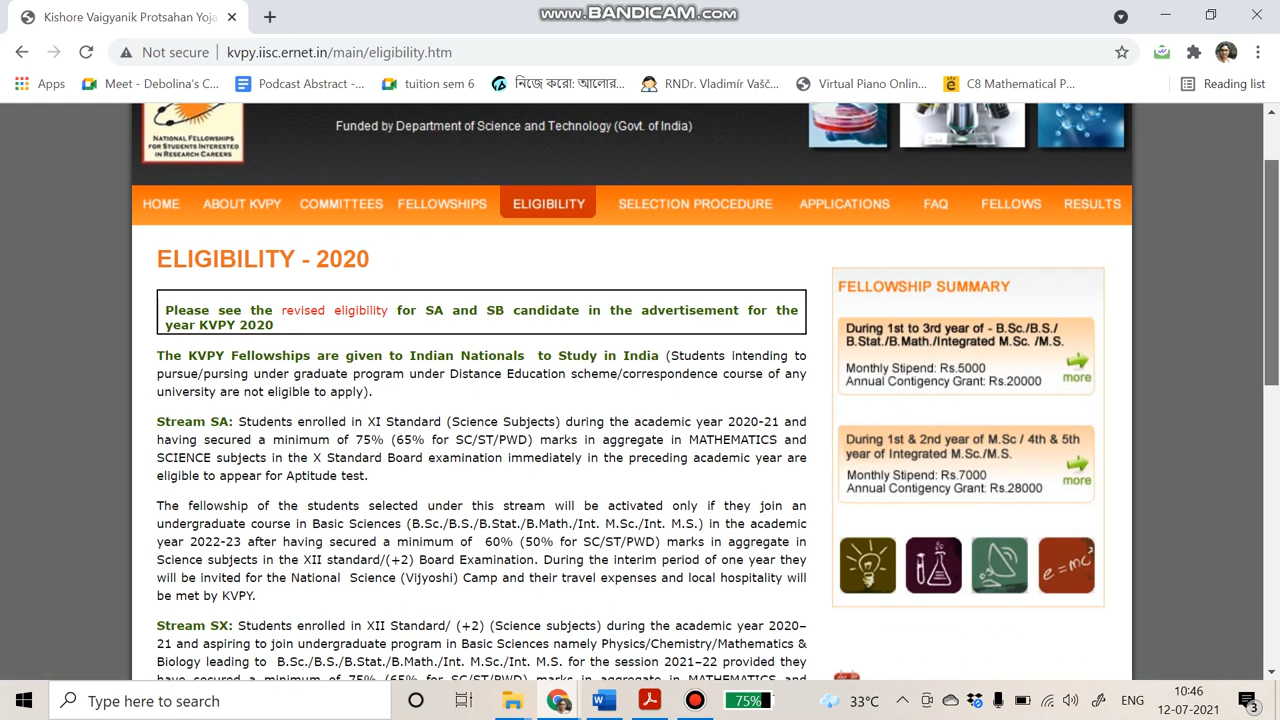 www.BANDICAM.com
Kishore Vaigyanik Protsahan Yoja
Not secure
kvpy.iisc.ernet.in/main/eligibility.htm
Apps
Meet - Debolina's C...
Podcast Abstract -...
tuition sem 6
নিজে করো: আলোর...
RNDr. Vladimír Vašč...
Virtual Piano Onlin...
C8 Mathematical P...
Reading list
NATIONAL FELLOWSHIPS
FOR STUDENTS INTERESTED
IN RESEARCH CAREERS
Funded by Department of Science and Technology (Govt. of India)
HOME ABOUT KVPY COMMITTEES FELLOWSHIPS ELIGIBILITY SELECTION PROCEDURE APPLICATIONS FAQ FELLOWS RESULTS
ELIGIBILITY - 2020
Please see the revised eligibility for SA and SB candidate in the advertisement for the
year KVPY 2020
The KVPY Fellowships are given to Indian Nationals to Study in India (Students intending to
pursue/pursing under graduate program under Distance Education scheme/correspondence course of any
university are not eligible to apply).
Stream SA: Students enrolled in XI Standard (Science Subjects) during the academic year 2020-21 and
having secured a minimum of 75% (65% for SC/ST/PWD) marks in aggregate in MATHEMATICS and
SCIENCE subjects in the X Standard Board examination immediately in the preceding academic year are
eligible to appear for Aptitude test.
The fellowship of the students selected under this stream will be activated only if they join an
undergraduate course in Basic Sciences (B.Sc./B.S./B.Stat./B.Math./Int. M.Sc./Int. M.S.) in the academic
year 2022-23 after having secured a minimum of 60% (50% for SC/ST/PWD) marks in aggregate in
Science subjects in the XII standard/(+2) Board Examination. During the interim period of one year they
will be invited for the National Science (Vijyoshi) Camp and their travel expenses and local hospitality will
be met by KVPY.
Stream SX: Students enrolled in XII Standard/ (+2) (Science subjects) during the academic year 2020–
21 and aspiring to join undergraduate program in Basic Sciences namely Physics/Chemistry/Mathematics &
Biology leading to B.Sc./B.S./B.Stat./B.Math./Int. M.Sc./Int. M.S. for the session 2021–22 provided they
have secured a minimum of 75% (65% for SC/ST/PWD) marks in aggregate in MATHEMATICS and
FELLOWSHIP SUMMARY
During 1st to 3rd year of - B.Sc./B.S./
B.Stat./B.Math./Integrated M.Sc. /M.S.
Monthly Stipend: Rs.5000
Annual Contigency Grant: Rs.20000
more
During 1st & 2nd year of M.Sc / 4th & 5th
year of Integrated M.Sc./M.S.
Monthly Stipend: Rs.7000
Annual Contigency Grant: Rs.28000
more
e=mc2
Type here to search
75%
33°C
ENG
10:46
12-07-2021
3